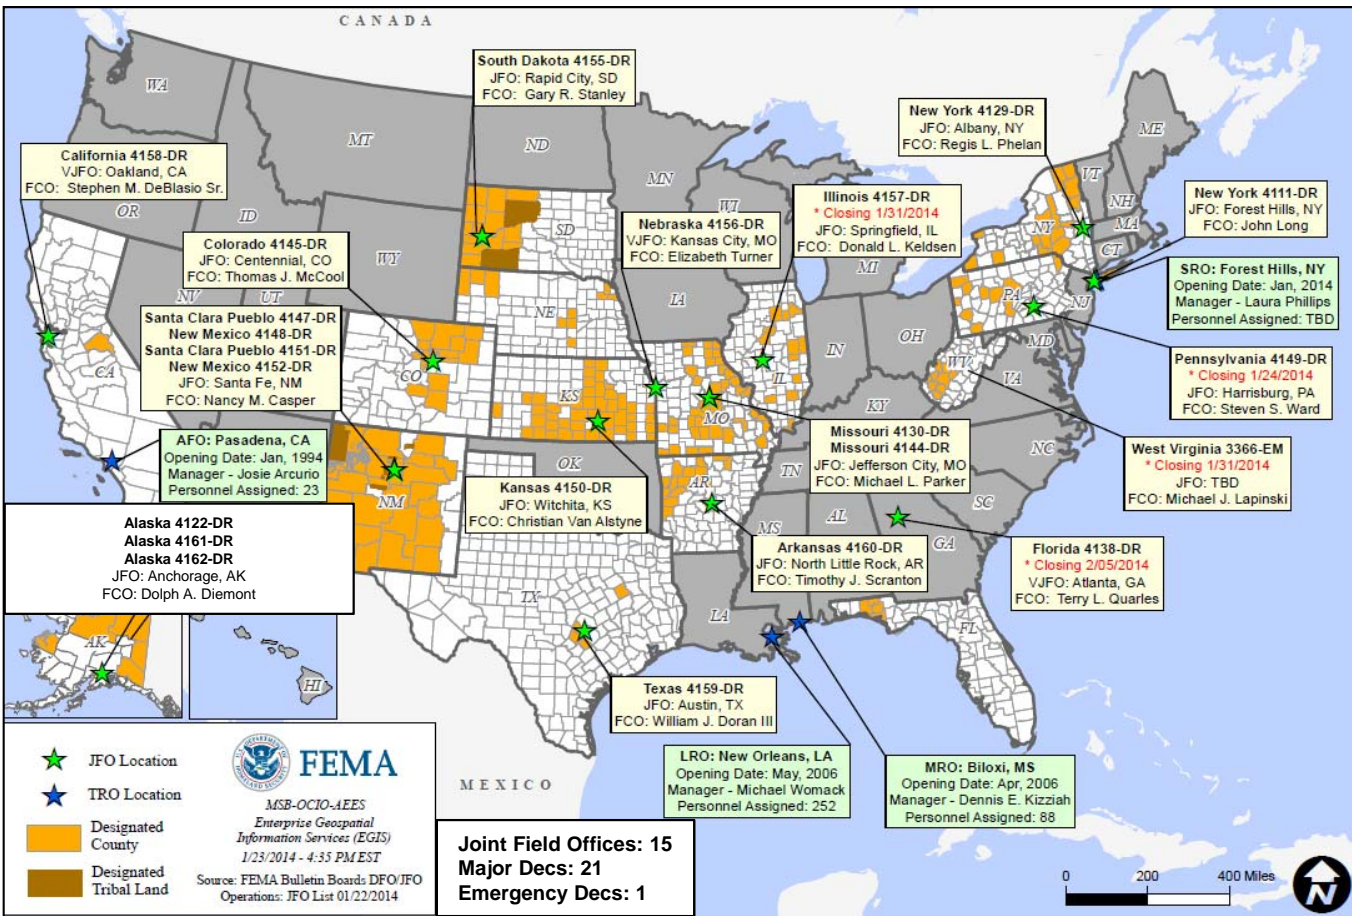 CANADA
South Dakota 4155-DR
JFO: Rapid City, SD
FCO: Gary R. Stanley
New York 4129-DR
JFO: Albany, NY
FCO: Regis L. Phelan
California 4158-DR
VJFO: Oakland, CA
FCO: Stephen M. DeBlasio Sr.
Illinois 4157-DR
* Closing 1/31/2014
JFO: Springfield, IL
FCO: Donald L. Keldsen
New York 4111-DR
JFO: Forest Hills, NY
FCO: John Long
Nebraska 4156-DR
VJFO: Kansas City, MO
FCO: Elizabeth Turner
Colorado 4145-DR
JFO: Centennial, CO
FCO: Thomas J. McCool
SRO: Forest Hills, NY
Opening Date: Jan, 2014
Manager - Laura Phillips
Personnel Assigned: TBD
Santa Clara Pueblo 4147-DR
New Mexico 4148-DR
Santa Clara Pueblo 4151-DR
New Mexico 4152-DR
JFO: Santa Fe, NM
FCO: Nancy M. Casper
Pennsylvania 4149-DR
* Closing 1/24/2014
JFO: Harrisburg, PA
FCO: Steven S. Ward
AFO: Pasadena, CA
Opening Date: Jan, 1994
Manager - Josie Arcurio
Personnel Assigned: 23
Missouri 4130-DR
Missouri 4144-DR
JFO: Jefferson City, MO
FCO: Michael L. Parker
West Virginia 3366-EM
* Closing 1/31/2014
JFO: TBD
FCO: Michael J. Lapinski
Kansas 4150-DR
JFO: Witchita, KS
FCO: Christian Van Alstyne
Alaska 4122-DR
Alaska 4161-DR
Alaska 4162-DR
JFO: Anchorage, AK
FCO: Dolph A. Diemont
Arkansas 4160-DR
JFO: North Little Rock, AR
FCO: Timothy J. Scranton
Florida 4138-DR
* Closing 2/05/2014
VJFO: Atlanta, GA
FCO: Terry L. Quarles
Texas 4159-DR
JFO: Austin, TX
FCO: William J. Doran III
LRO: New Orleans, LA
Opening Date: May, 2006
Manager - Michael Womack
Personnel Assigned: 252
MRO: Biloxi, MS
Opening Date: Apr, 2006
Manager - Dennis E. Kizziah
Personnel Assigned: 88
WA
MT
ND
MN
WI
MI
ME
VT
NH
MA
CT
NY
OR
ID
WY
SD
NE
IA
NV
UT
CO
CA
KS
MO
IL
IN
OH
PA
NJ
MD
WV
VA
KY
NC
TN
SC
OK
AR
NM
MS
AL
GA
TX
LA
FL
AK
HI
MEXICO
JFO Location
TRO Location
Designated
County
Designated
Tribal Land
FEMA
MSB-OCIO-AEES
Enterprise Geospatial
Information Services (EGIS)
1/23/2014 - 4:35 PM EST
Source: FEMA Bulletin Boards DFO/JFO
Operations: JFO List 01/22/2014
Joint Field Offices: 15
Major Decs: 21
Emergency Decs: 1
0 200 400 Miles
N